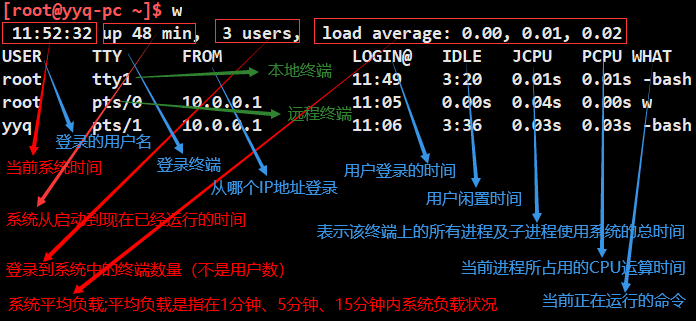 [root@yyq-pc ~]$ w
11:52:32 up 48 min, 3 users, load average: 0.00, 0.01, 0.02
USER TTY FROM LOGIN@ IDLE JCPU PCPU WHAT
root tty1 11:49 3:20 0.01s 0.01s -bash
本地终端
root pts 10.0.0.1 11:05 0.00s 0.04s 0.00s w
远程终端
yyq pts/1 10.0.0.1 11:06 3:36 0.03s 0.03s -bash
登录的用户名
当前系统时间
登录终端
用户登录的时间
从哪个IP地址登录
用户闲置时间
系统从启动到现在已经运行的时间
表示该终端上的所有进程及子进程使用系统的总时间
登录到系统中的终端数量（不是用户数）
当前进程所占用的CPU运算时间
系统平均负载;平均负载是指在1分钟、5分钟、15分钟内系统负载状况
当前正在运行的命令